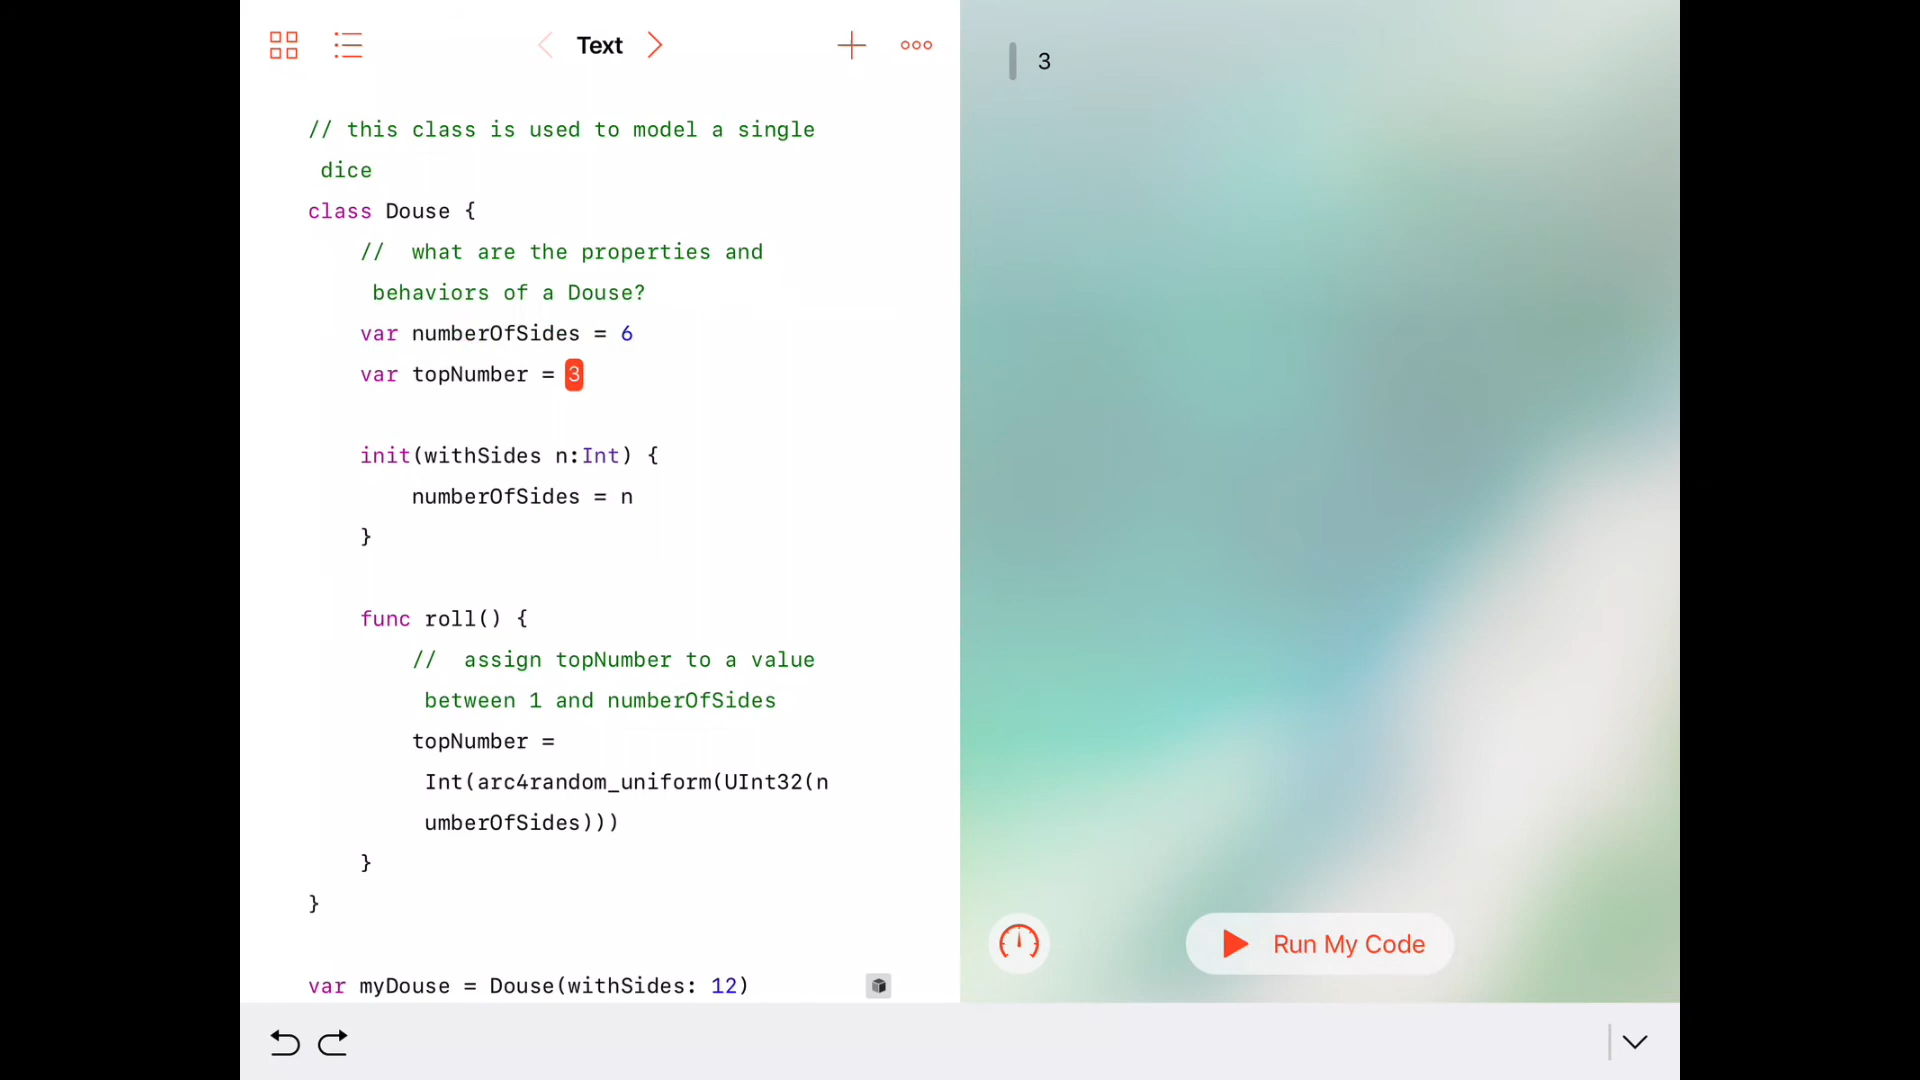 Text
// this class is used to model a single
dice
class Douse {
//  what are the properties and
behaviors of a Douse?
var numberOfSides = 6
var topNumber = 3
init(withSides n:Int) {
numberOfSides = n
}
func roll() {
//  assign topNumber to a value
between 1 and numberOfSides
topNumber =
Int(arc4random_uniform(UInt32(n
umberOfSides)))
}
}
var myDouse = Douse(withSides: 12)
3
Run My Code